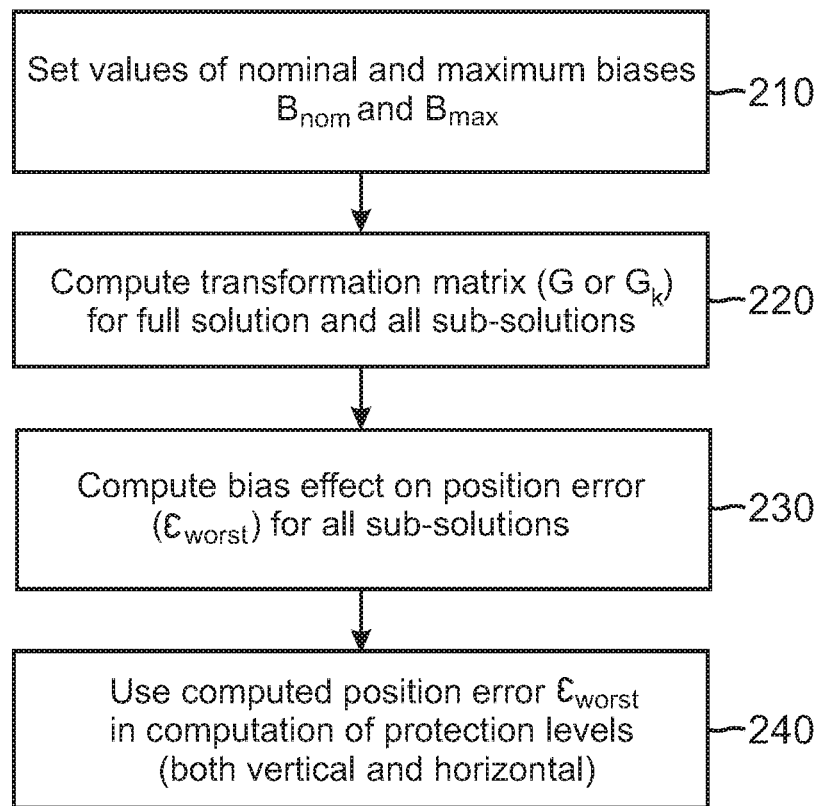 Set values of nominal and maximum biases
B_nom and B_max
210
Compute transformation matrix (G or G_k)
for full solution and all sub-solutions
220
Compute bias effect on position error
(ε_worst) for all sub-solutions
230
Use computed position error ε_worst
in computation of protection levels
(both vertical and horizontal)
240